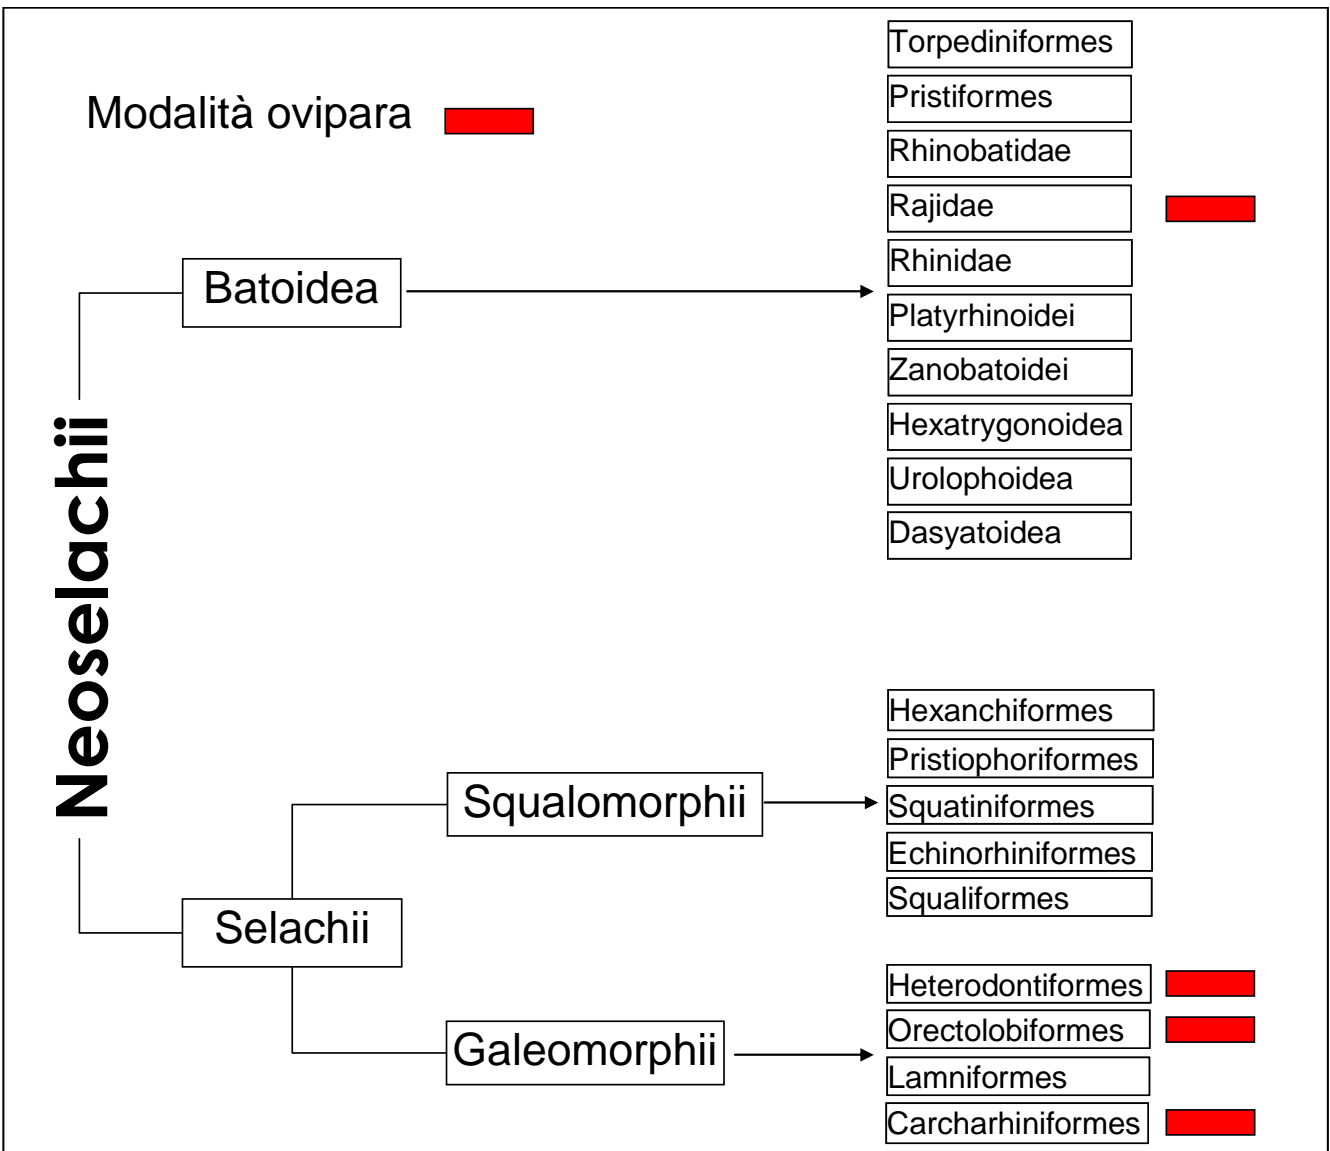 Modalità ovipara
Torpediniformes
Pristiformes
Rhinobatidae
Rajidae
Rhinidae
Platyrhinoidei
Zanobatoidei
Hexatrygonoidea
Urolophoidea
Dasyatoidea
Batoidea
Neoselachii
Hexanchiformes
Pristiophoriformes
Squatiniformes
Echinorhiniformes
Squaliformes
Squalomorphii
Selachii
Galeomorphii
Heterodontiformes
Orectolobiformes
Lamniformes
Carcharhiniformes